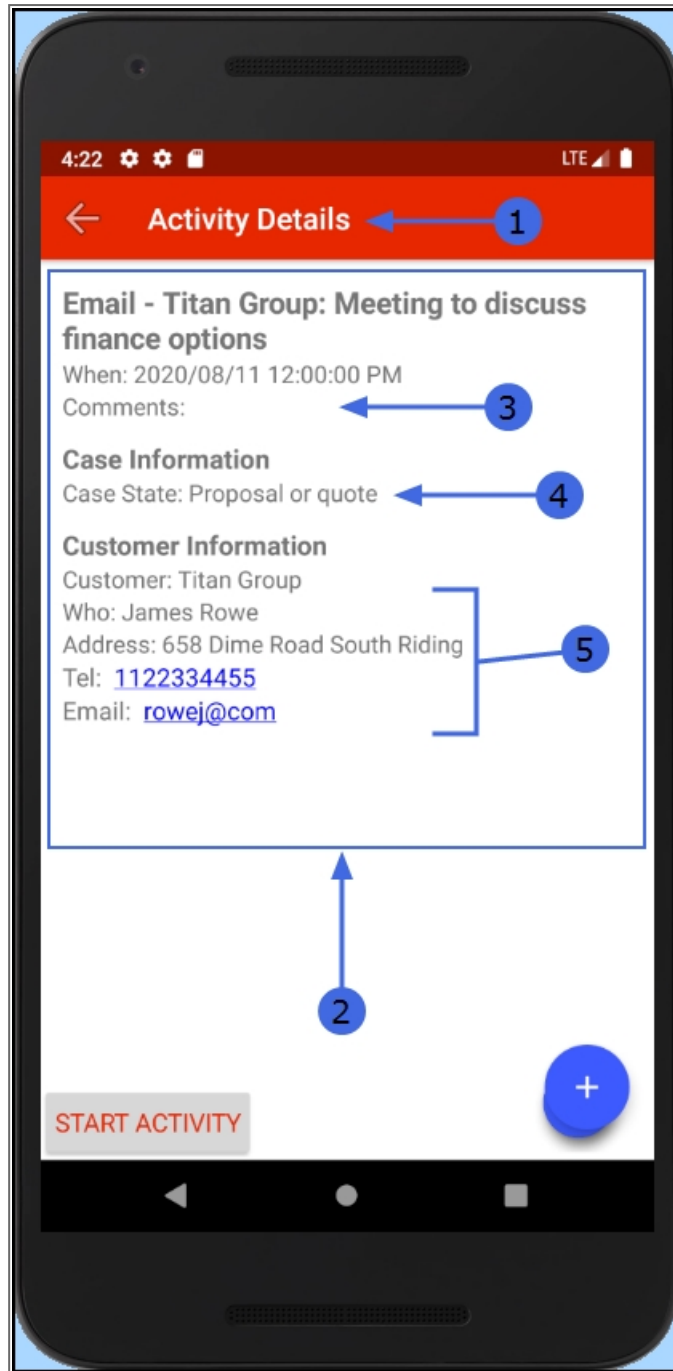 4:22 LTE
Activity Details 1
Email - Titan Group: Meeting to discuss
finance options
When: 2020/08/11 12:00:00 PM
Comments: 3
Case Information
Case State: Proposal or quote 4
Customer Information
Customer: Titan Group
Who: James Rowe
Address: 658 Dime Road South Riding 5
Tel: 1122334455
Email: rowej@com
2
+
START ACTIVITY